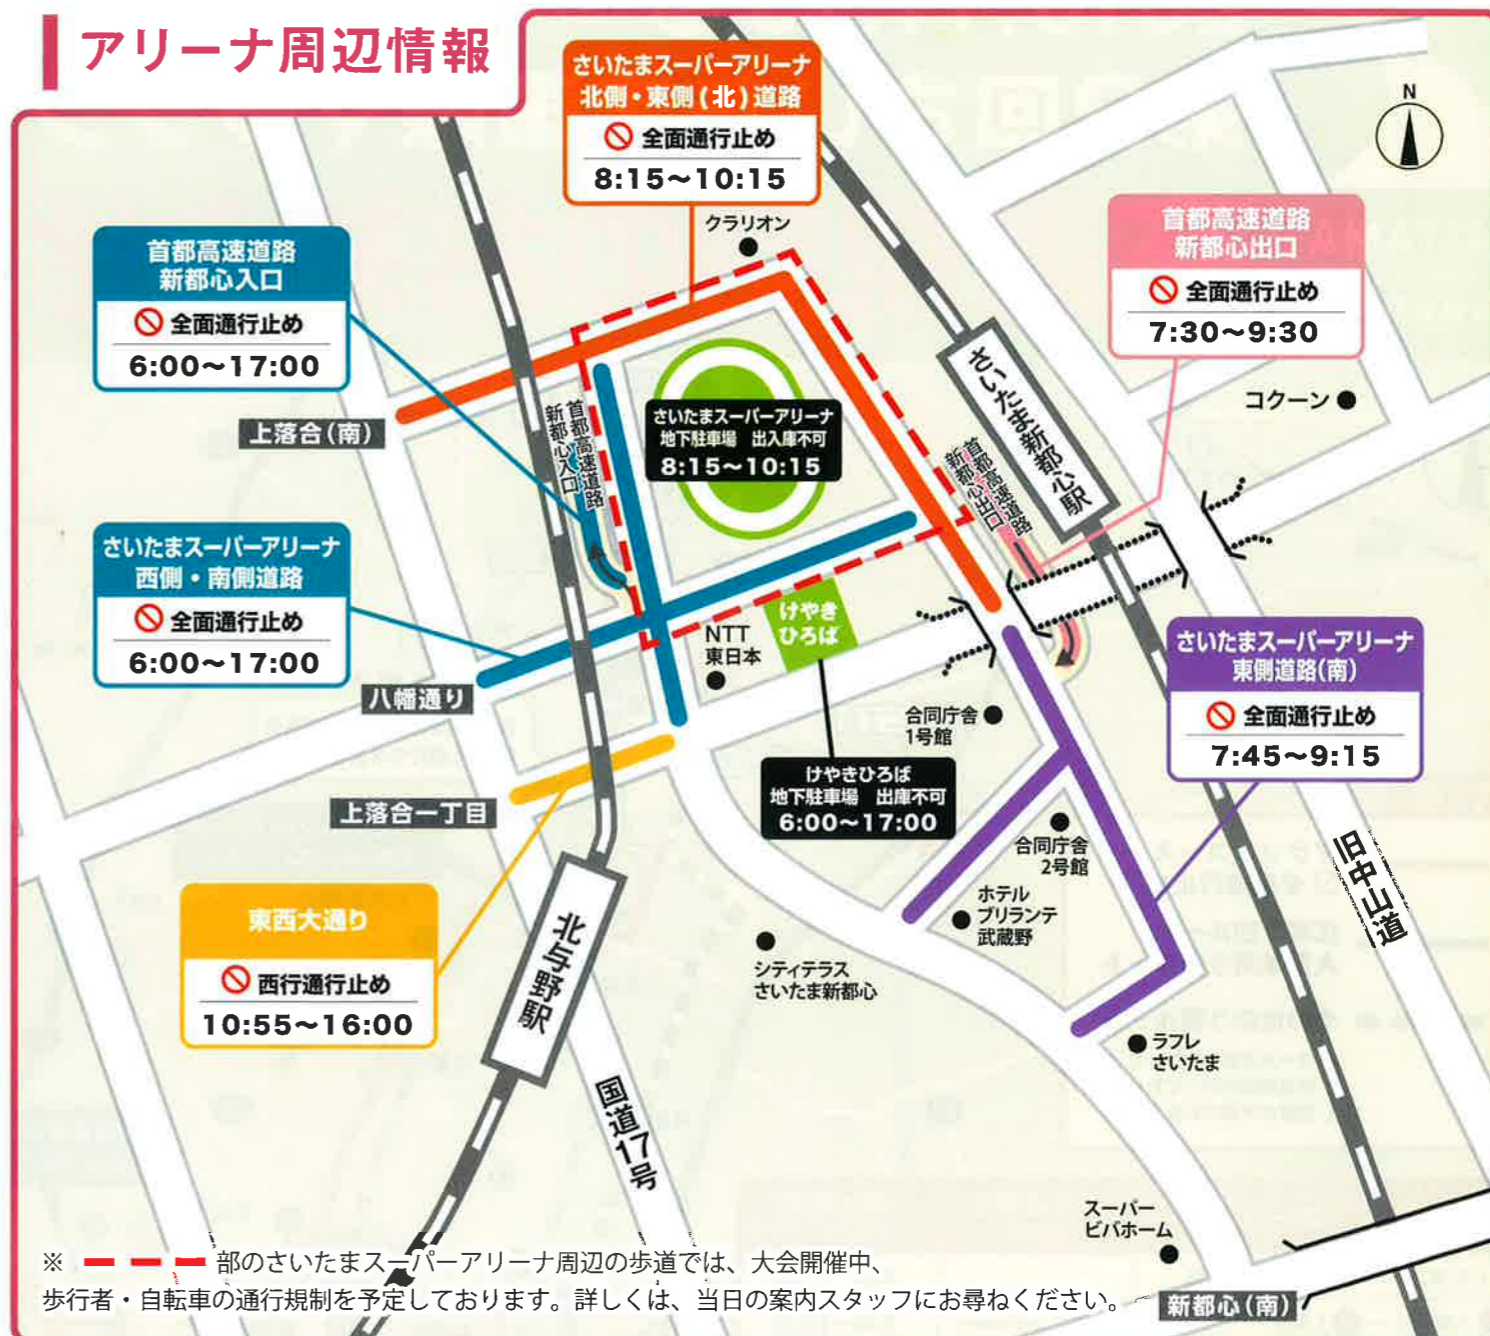 アリーナ周辺情報
さいたまスーパーアリーナ
北側・東側(北)道路
全面通行止め
8:15～10:15
N
クラリオン
首都高速道路
新都心入口
全面通行止め
6:00～17:00
首都高速道路
新都心出口
全面通行止め
7:30～9:30
上落合(南)
首都高速道路
新都心入口
さいたまスーパーアリーナ
地下駐車場 出入庫不可
8:15～10:15
さいたま新都心駅
コクーン
首都高速道路
新都心出口
さいたまスーパーアリーナ
西側・南側道路
全面通行止め
6:00～17:00
八幡通り
NTT
東日本
けやき
ひろば
合同庁舎
1号館
さいたまスーパーアリーナ
東側道路(南)
全面通行止め
7:45～9:15
上落合一丁目
けやきひろば
地下駐車場 出庫不可
6:00～17:00
合同庁舎
2号館
旧中山道
東西大通り
西行通行止め
10:55～16:00
北与野駅
ホテル
ブリランテ
武蔵野
シティテラス
さいたま新都心
ラフレ
さいたま
国道17号
スーパー
ビバホーム
新都心(南)
※ 部のさいたまスーパーアリーナ周辺の歩道では、大会開催中、
歩行者・自転車の通行規制を予定しております。詳しくは、当日の案内スタッフにお尋ねください。